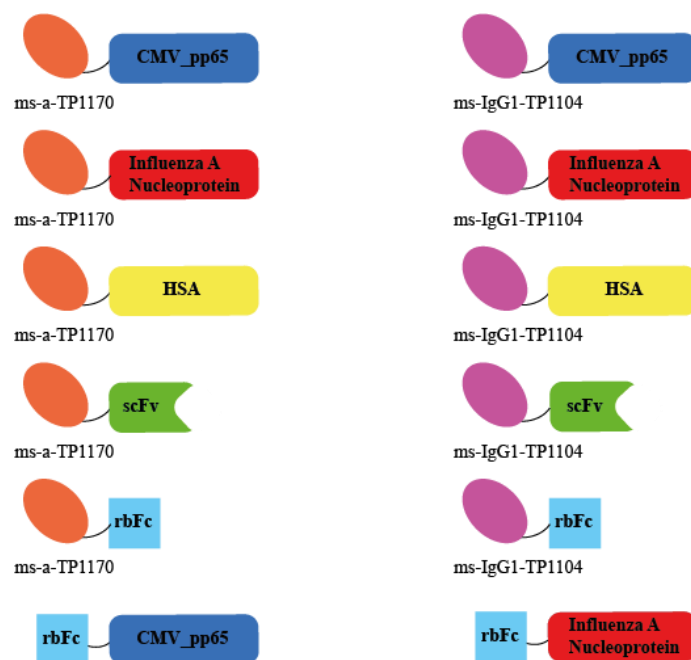 CMV_pp65
ms-a-TP1170
CMV_pp65
ms-IgG1-TP1104
Influenza A
Nucleoprotein
ms-a-TP1170
Influenza A
Nucleoprotein
ms-IgG1-TP1104
HSA
ms-a-TP1170
HSA
ms-IgG1-TP1104
scFv
ms-a-TP1170
scFv
ms-IgG1-TP1104
rbFc
ms-a-TP1170
rbFc
ms-IgG1-TP1104
rbFc
CMV_pp65
rbFc
Influenza A
Nucleoprotein